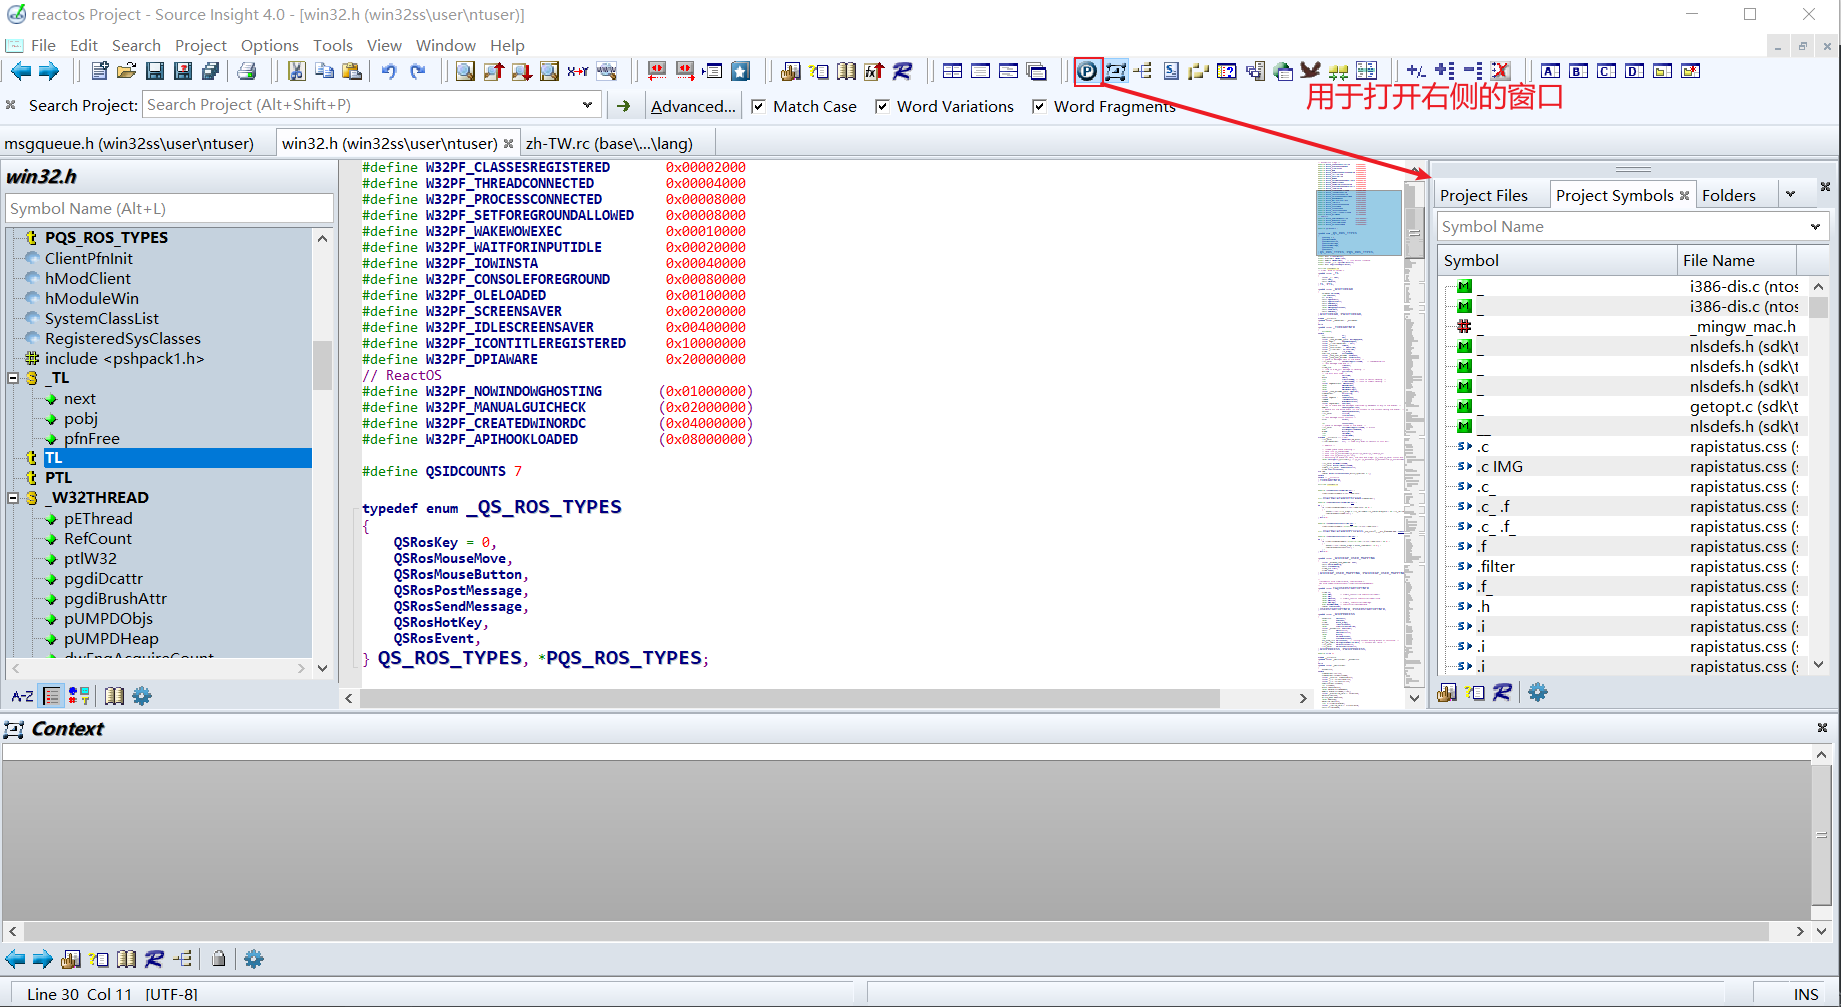 reactos Project - Source Insight 4.0 - [win32.h (win32ss\user\ntuser)]
File Edit Search Project Options Tools View Window Help
用于打开右侧的窗口
Search Project: Search Project (Alt+Shift+P) Advanced... Match Case Word Variations Word Fragments
msgqueue.h (win32ss\user\ntuser) win32.h (win32ss\user\ntuser) zh-TW.rc (base\...\lang)
win32.h
Symbol Name (Alt+L)
PQS_ROS_TYPES
ClientPfnInit
hModClient
hModuleWin
SystemClassList
RegisteredSysClasses
include <pshpack1.h>
_TL
next
pobj
pfnFree
TL
PTL
_W32THREAD
pEThread
RefCount
ptlW32
pgdiDcattr
pgdiBrushAttr
pUMPDObjs
pUMPDHeap
dwEngAcquireCount
A-Z
#define W32PF_CLASSESREGISTERED 0x00002000
#define W32PF_THREADCONNECTED 0x00004000
#define W32PF_PROCESSCONNECTED 0x00008000
#define W32PF_SETFOREGROUNDALLOWED 0x00008000
#define W32PF_WAKEWOWEXEC 0x00010000
#define W32PF_WAITFORINPUTIDLE 0x00020000
#define W32PF_IOWINSTA 0x00040000
#define W32PF_CONSOLEFOREGROUND 0x00080000
#define W32PF_OLELOADED 0x00100000
#define W32PF_SCREENSAVER 0x00200000
#define W32PF_IDLESCREENSAVER 0x00400000
#define W32PF_ICONTITLEREGISTERED 0x10000000
#define W32PF_DPIAWARE 0x20000000
// ReactOS
#define W32PF_NOWINDOWGHOSTING (0x01000000)
#define W32PF_MANUALGUICHECK (0x02000000)
#define W32PF_CREATEDWINORDC (0x04000000)
#define W32PF_APIHOOKLOADED (0x08000000)
#define QSIDCOUNTS 7
typedef enum _QS_ROS_TYPES
{
QSRosKey = 0,
QSRosMouseMove,
QSRosMouseButton,
QSRosPostMessage,
QSRosSendMessage,
QSRosHotKey,
QSRosEvent,
} QS_ROS_TYPES, *PQS_ROS_TYPES;
Project Files Project Symbols Folders
Symbol Name
Symbol File Name
_ i386-dis.c (ntos
_ i386-dis.c (ntos
_ _mingw_mac.h
_ nlsdefs.h (sdk\t
_ nlsdefs.h (sdk\t
_ nlsdefs.h (sdk\t
_ getopt.c (sdk\t
__ nlsdefs.h (sdk\t
.c rapistatus.css (
.c IMG rapistatus.css (
.c_ rapistatus.css (
.c_ .f rapistatus.css (
.c_ .f_ rapistatus.css (
.f rapistatus.css (
.filter rapistatus.css (
.f_ rapistatus.css (
.h rapistatus.css (
.i rapistatus.css (
.i rapistatus.css (
.i rapistatus.css (
Context
Line 30 Col 11 [UTF-8] INS